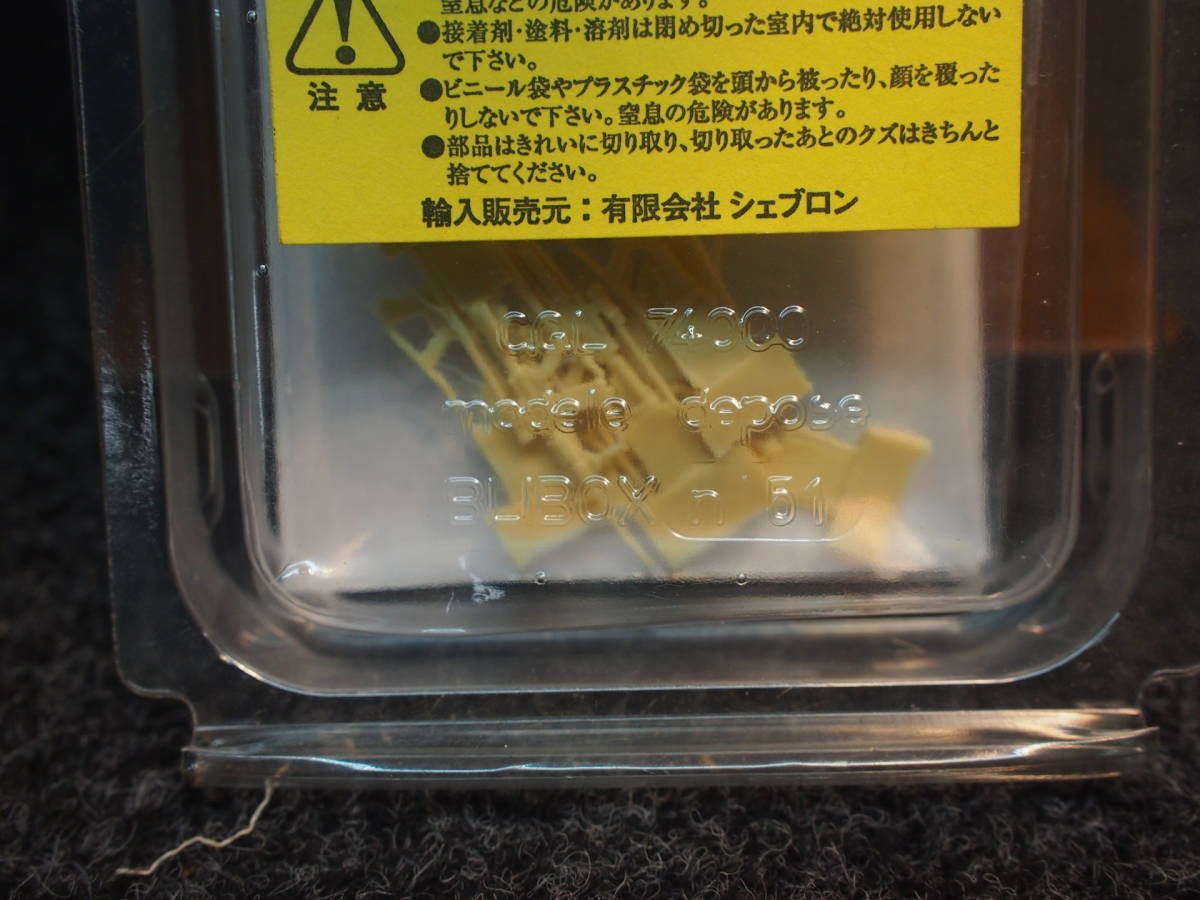 窒息などの危険があります。
●接着剤・塗料・溶剤は閉め切った室内で絶対使用しない
で下さい。
注意
●ビニール袋やプラスチック袋を頭から被ったり、顔を覆った
りしないで下さい。窒息の危険があります。
●部品はきれいに切り取り、切り取ったあとのクズはきちんと
捨ててください。
輸入販売元：有限会社 シェブロン
CGL 74000
modele depose
BLIBOX n 51